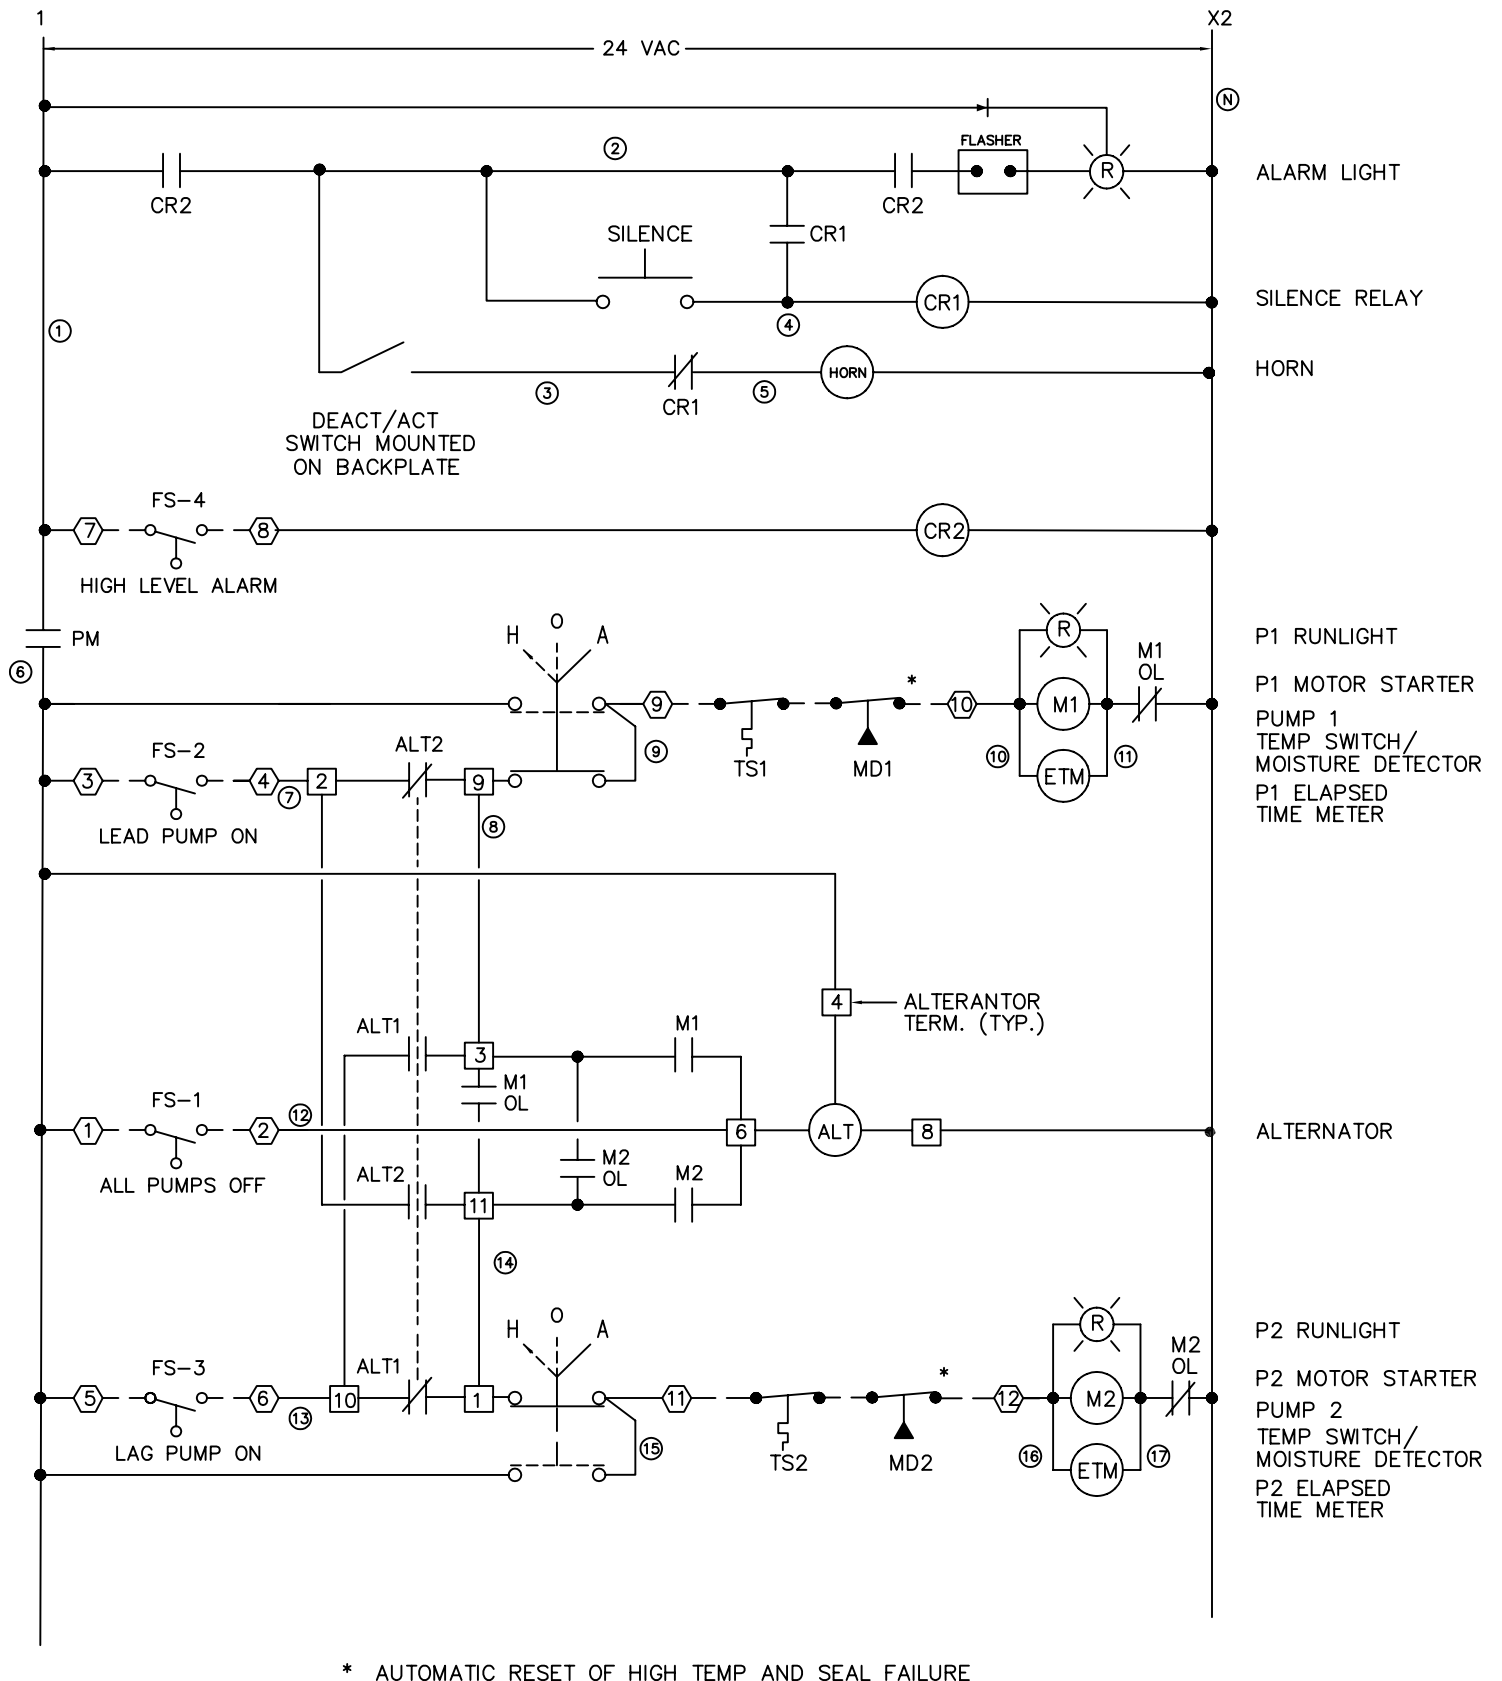 1
X2
24 VAC
N
FLASHER
2
R
ALARM LIGHT
CR2
CR2
SILENCE
CR1
CR1
SILENCE RELAY
1
4
HORN
HORN
3
CR1
5
DEACT/ACT
SWITCH MOUNTED
ON BACKPLATE
FS-4
7
8
CR2
HIGH LEVEL ALARM
PM
H
O
A
R
P1 RUNLIGHT
6
M1
OL
*
9
10
M1
P1 MOTOR STARTER
PUMP 1
TEMP SWITCH/
MOISTURE DETECTOR
FS-2
ALT2
9
TS1
MD1
10
11
3
4
7
2
9
ETM
P1 ELAPSED
TIME METER
LEAD PUMP ON
8
4
ALTERANTOR
TERM. (TYP.)
ALT1
M1
3
M1
OL
FS-1
12
1
2
6
ALT
8
ALTERNATOR
ALL PUMPS OFF
ALT2
M2
OL
M2
11
14
H
O
A
R
P2 RUNLIGHT
FS-3
ALT1
M2
OL
*
5
6
13
10
1
11
12
M2
P2 MOTOR STARTER
PUMP 2
TEMP SWITCH/
MOISTURE DETECTOR
LAG PUMP ON
15
TS2
MD2
16
ETM
17
P2 ELAPSED
TIME METER
* AUTOMATIC RESET OF HIGH TEMP AND SEAL FAILURE